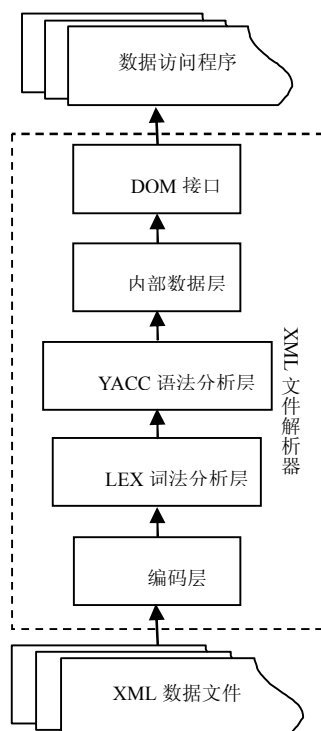 数据访问程序
DOM 接口
内部数据层
YACC 语法分析层
LEX 词法分析层
编码层
XML 数据文件
XML 文件解析器